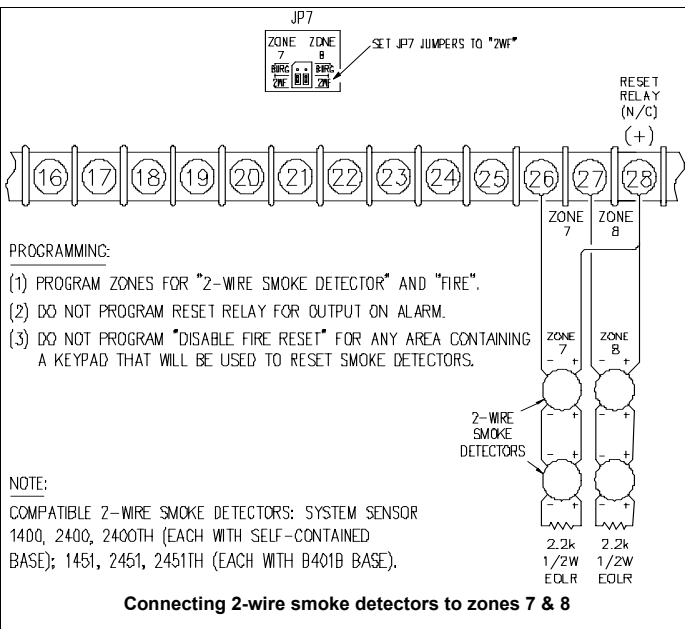 JP7
ZONE ZONE
7 8
BURG BURG
2WF 2WF
SET JP7 JUMPERS TO "2WF"
RESET
RELAY
(N/C)
(+)
16 17 18 19 20 21 22 23 24 25 26 27 28
ZONE ZONE
7 8
PROGRAMMING:
(1) PROGRAM ZONES FOR "2-WIRE SMOKE DETECTOR" AND "FIRE".
(2) DO NOT PROGRAM RESET RELAY FOR OUTPUT ON ALARM.
(3) DO NOT PROGRAM "DISABLE FIRE RESET" FOR ANY AREA CONTAINING
A KEYPAD THAT WILL BE USED TO RESET SMOKE DETECTORS.
ZONE ZONE
7 8
- + - +
- + - +
2-WIRE
SMOKE
DETECTORS
- + - +
- + - +
NOTE:
COMPATIBLE 2-WIRE SMOKE DETECTORS: SYSTEM SENSOR
1400, 2400, 2400TH (EACH WITH SELF-CONTAINED
BASE); 1451, 2451, 2451TH (EACH WITH B401B BASE).
2.2k 2.2k
1/2W 1/2W
EOLR EOLR
Connecting 2-wire smoke detectors to zones 7 & 8